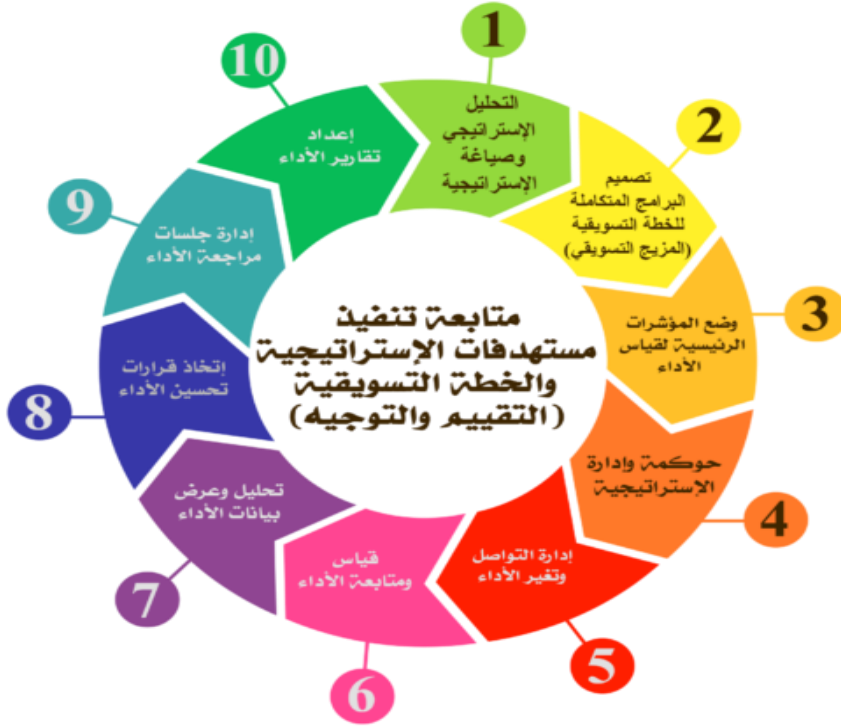 1
التحليل
الإستراتيجي
وصياغة
الإستراتيجية
2
تصميم
البرامج المتكاملة
للخطة التسويقية
(المزيج التسويقي)
3
وضع المؤشرات
الرئيسية لقياس
الأداء
4
حوكمة وإدارة
الإستراتيجية
5
إدارة التواصل
وتغير الأداء
6
قياس
ومتابعة الأداء
7
تحليل وعرض
بيانات الأداء
8
إتخاذ قرارات
تحسين الأداء
9
إدارة جلسات
مراجعة الأداء
10
إعداد
تقارير الأداء
متابعة تنفيذ
مستهدفات الإستراتيجية
والخطة التسويقية
(التقييم والتوجيه)